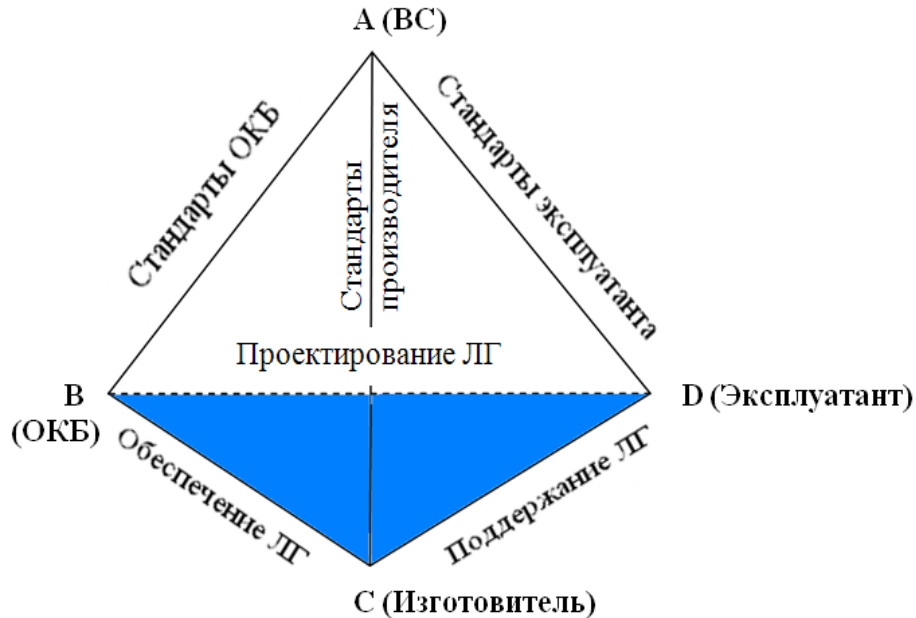 A (ВС)
Стандарты ОКБ
Стандарты
производителя
Стандарты эксплуатанта
Проектирование ЛГ
B
(ОКБ)
D (Эксплуатант)
Обеспечение ЛГ
Поддержание ЛГ
C (Изготовитель)